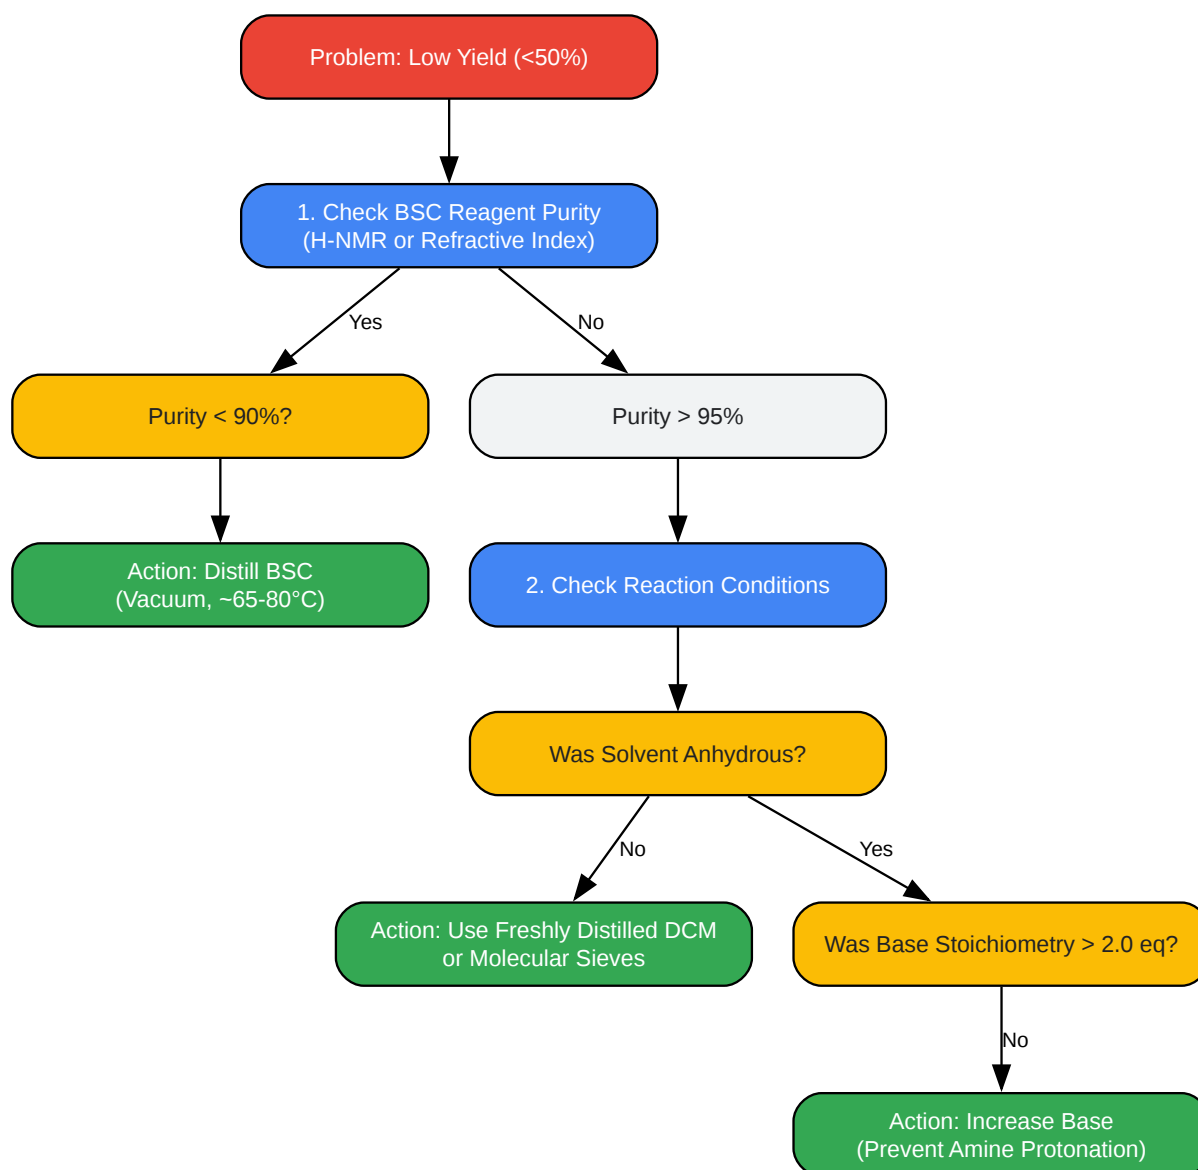 Problem: Low Yield (<50%)
1. Check BSC Reagent Purity
(H-NMR or Refractive Index)
Yes
No
Purity < 90%?
Purity > 95%
Action: Distill BSC
(Vacuum, ~65-80°C)
2. Check Reaction Conditions
Was Solvent Anhydrous?
No
Yes
Action: Use Freshly Distilled DCM
or Molecular Sieves
Was Base Stoichiometry > 2.0 eq?
No
Action: Increase Base
(Prevent Amine Protonation)